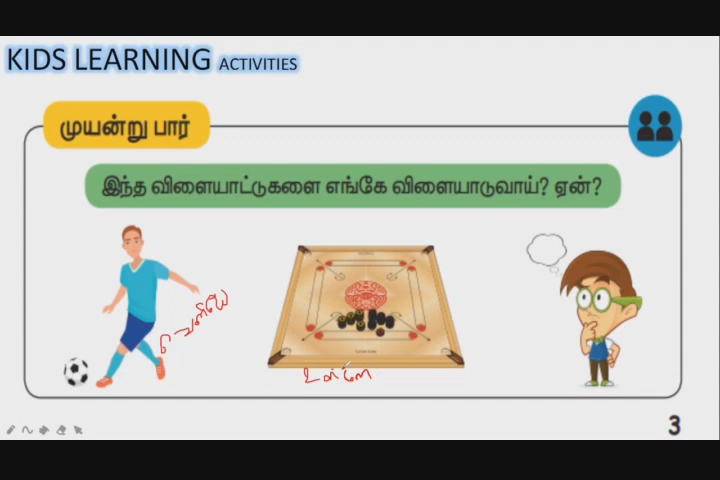 KIDS LEARNING ACTIVITIES
முயன்று பார்
இந்த விளையாட்டுகளை எங்கே விளையாடுவாய்? ஏன்?
வெளியே
உள்ளே
3